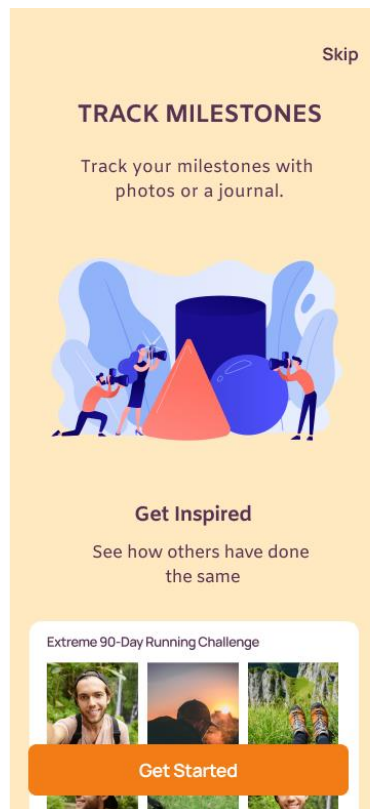 Skip
TRACK MILESTONES
Track your milestones with
photos or a journal.
Get Inspired
See how others have done
the same
Extreme 90-Day Running Challenge
Get Started